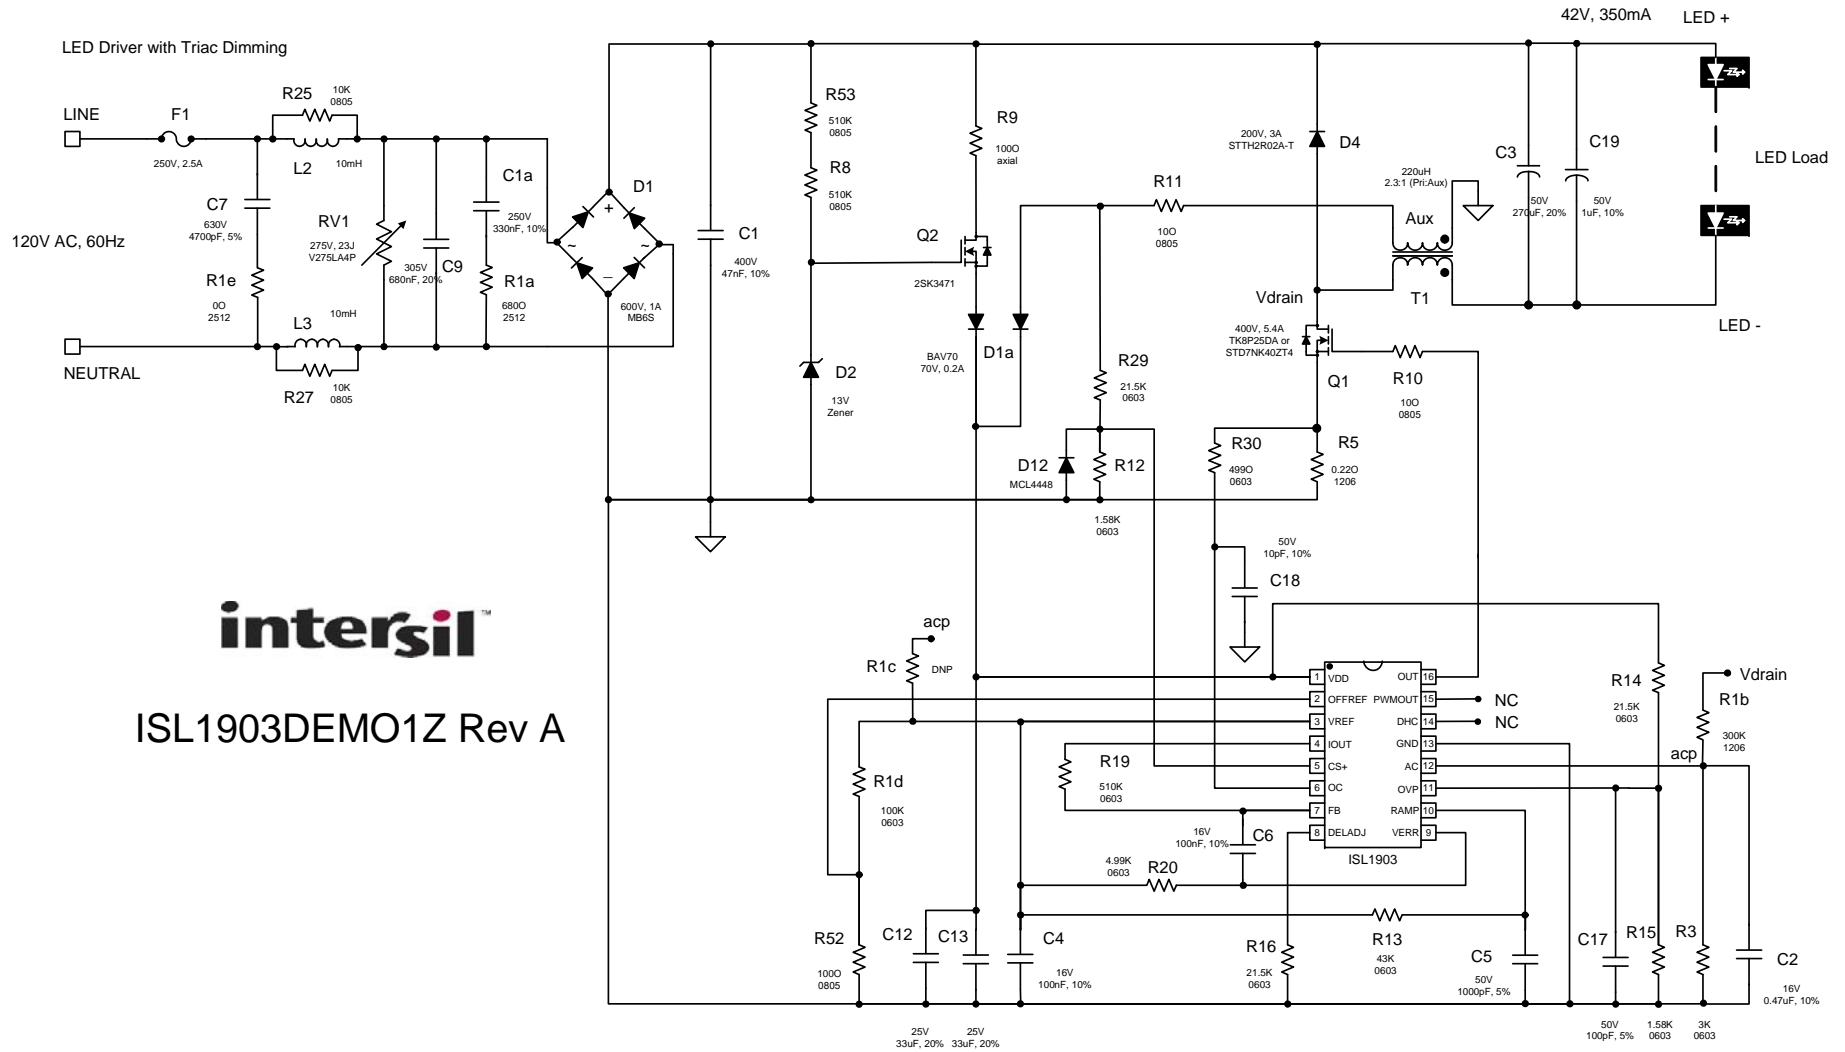 42V, 350mA
LED +
LED Driver with Triac Dimming
LINE
F1
250V, 2.5A
R25
10K
0805
L2
10mH
C7
630V
4700pF, 5%
R1e
0O
2512
120V AC, 60Hz
RV1
275V, 23J
V275LA4P
305V
680nF, 20%
C9
C1a
250V
330nF, 10%
R1a
680O
2512
L3
10mH
NEUTRAL
R27
10K
0805
D1
+
~
~
_
600V, 1A
MB6S
C1
400V
47nF, 10%
R53
510K
0805
R8
510K
0805
D2
13V
Zener
R9
100O
axial
Q2
2SK3471
BAV70
70V, 0.2A
D1a
R11
10O
0805
R29
21.5K
0603
D12
MCL4448
R12
1.58K
0603
200V, 3A
STTH2R02A-T
D4
220uH
2.3:1 (Pri:Aux)
Aux
T1
Vdrain
400V, 5.4A
TK8P25DA or
STD7NK40ZT4
Q1
R10
10O
0805
R30
499O
0603
R5
0.22O
1206
C3
50V
270uF, 20%
C19
50V
1uF, 10%
LED Load
LED -
50V
10pF, 10%
C18
intersil™
ISL1903DEMO1Z Rev A
acp
R1c
DNP
R1d
100K
0603
R52
100O
0805
C12
25V
33uF, 20%
C13
25V
33uF, 20%
C4
16V
100nF, 10%
R19
510K
0603
16V
100nF, 10%
C6
4.99K
0603
R20
R16
21.5K
0603
R13
43K
0603
C5
50V
1000pF, 5%
1 VDD OUT 16
2 OFFREF PWMOUT 15 NC
3 VREF DHC 14 NC
4 IOUT GND 13
5 CS+ AC 12
6 OC OVP 11
7 FB RAMP 10
8 DELADJ VERR 9
ISL1903
R14
21.5K
0603
Vdrain
R1b
300K
1206
acp
C17
50V
100pF, 5%
R15
1.58K
0603
R3
3K
0603
C2
16V
0.47uF, 10%